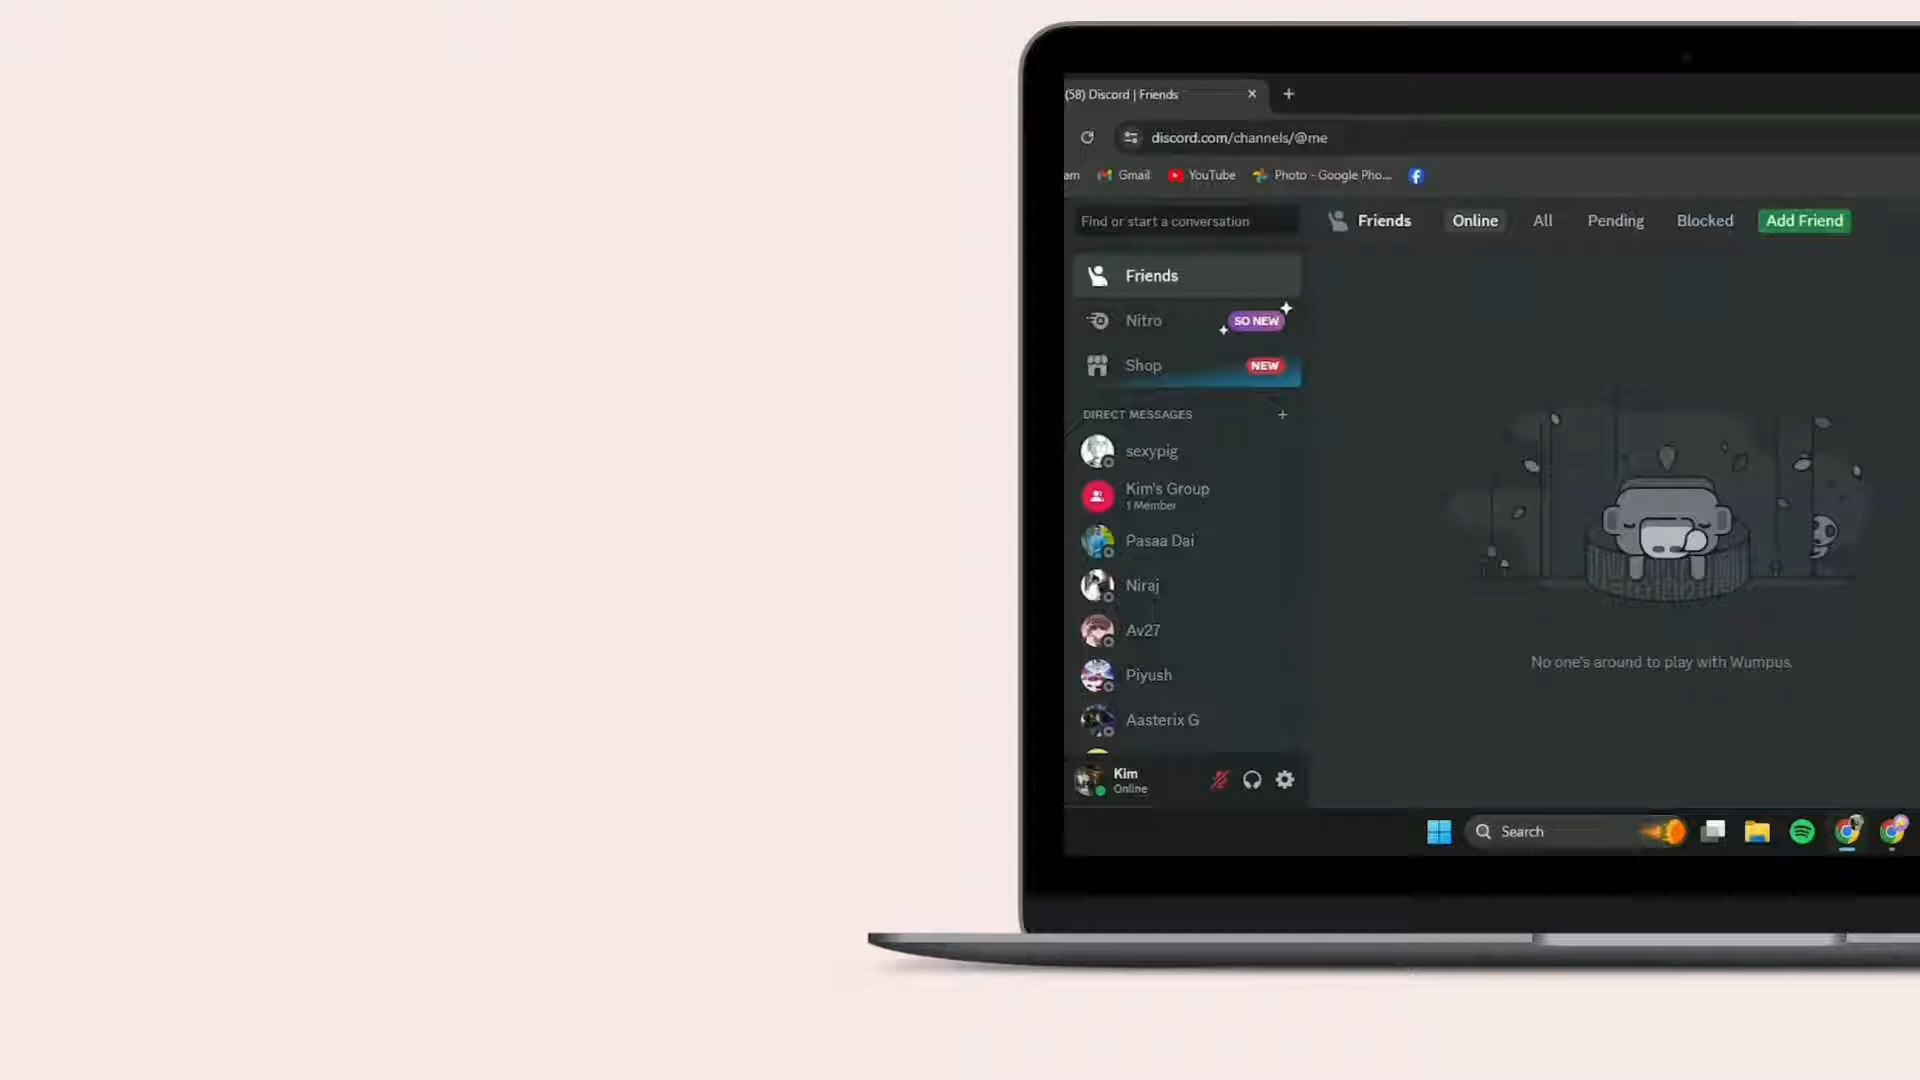 (58) Discord | Friends
discord.com/channels/@me
am Gmail YouTube Photo - Google Pho...
Find or start a conversation
Friends Online All Pending Blocked Add Friend
Friends
Nitro SO NEW
Shop NEW
DIRECT MESSAGES
sexypig
Kim's Group
1 Member
Pasaa Dai
Niraj
Av27
Piyush
Aasterix G
No one's around to play with Wumpus.
Kim
Online
Search